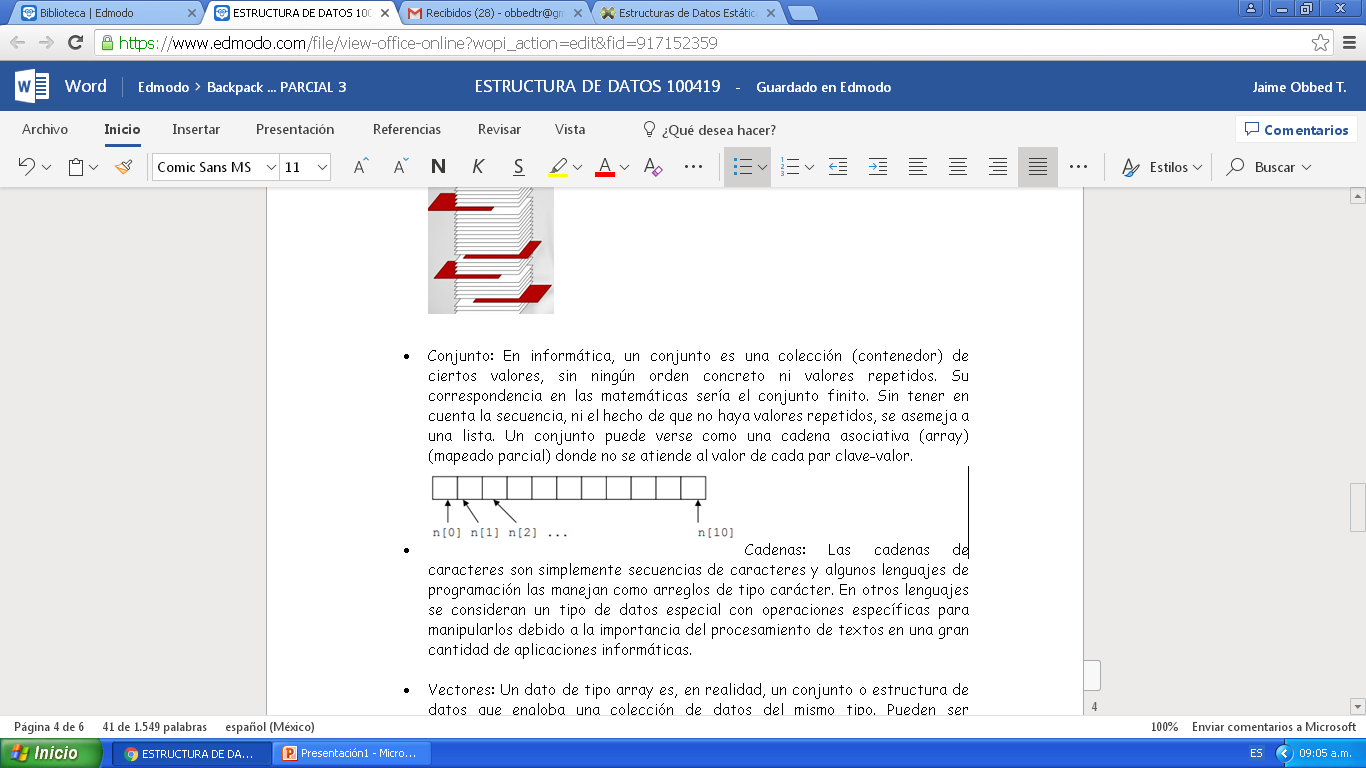 Biblioteca | Edmodo
ESTRUCTURA DE DATOS 100
Recibidos (28) - obbedtr@gm
Estructuras de Datos Estátic
https://www.edmodo.com/file/view-office-online?wopi_action=edit&fid=917152359
Word
Edmodo > Backpack ... PARCIAL 3
ESTRUCTURA DE DATOS 100419 - Guardado en Edmodo
Jaime Obbed T.
Archivo Inicio Insertar Presentación Referencias Revisar Vista ¿Qué desea hacer? Comentarios
Comic Sans MS 11 N K S A A Estilos Buscar
• Conjunto: En informática, un conjunto es una colección (contenedor) de
ciertos valores, sin ningún orden concreto ni valores repetidos. Su
correspondencia en las matemáticas sería el conjunto finito. Sin tener en
cuenta la secuencia, ni el hecho de que no haya valores repetidos, se asemeja a
una lista. Un conjunto puede verse como una cadena asociativa (array)
(mapeado parcial) donde no se atiende al valor de cada par clave-valor.
n[0] n[1] n[2] ... n[10]
• Cadenas: Las cadenas de
caracteres son simplemente secuencias de caracteres y algunos lenguajes de
programación las manejan como arreglos de tipo carácter. En otros lenguajes
se consideran un tipo de datos especial con operaciones específicas para
manipularlos debido a la importancia del procesamiento de textos en una gran
cantidad de aplicaciones informáticas.
• Vectores: Un dato de tipo array es, en realidad, un conjunto o estructura de
datos que engloba una colección de datos del mismo tipo. Pueden ser
4
Página 4 de 6 41 de 1.549 palabras español (México) 100% Enviar comentarios a Microsoft
Inicio ESTRUCTURA DE DA... Presentación1 - Micro... ES 09:05 a.m.